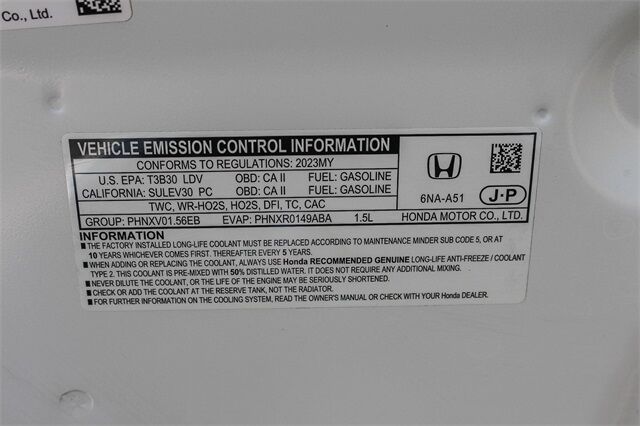 Co., Ltd.
VEHICLE EMISSION CONTROL INFORMATION
CONFORMS TO REGULATIONS: 2023MY
U.S. EPA: T3B30 LDV OBD: CA II FUEL: GASOLINE
CALIFORNIA: SULEV30 PC OBD: CA II FUEL: GASOLINE
TWC, WR-HO2S, HO2S, DFI, TC, CAC
GROUP: PHNXV01.56EB EVAP: PHNXR0149ABA 1.5L
6NA-A51 J-P
HONDA MOTOR CO., LTD.
INFORMATION
■ THE FACTORY INSTALLED LONG-LIFE COOLANT MUST BE REPLACED ACCORDING TO MAINTENANCE MINDER SUB CODE 5, OR AT
10 YEARS WHICHEVER COMES FIRST. THEREAFTER EVERY 5 YEARS.
■ WHEN ADDING OR REPLACING THE COOLANT, ALWAYS USE Honda RECOMMENDED GENUINE LONG-LIFE ANTI-FREEZE / COOLANT
TYPE 2. THIS COOLANT IS PRE-MIXED WITH 50% DISTILLED WATER. IT DOES NOT REQUIRE ANY ADDITIONAL MIXING.
■ NEVER DILUTE THE COOLANT, OR THE LIFE OF THE ENGINE MAY BE SERIOUSLY SHORTENED.
■ CHECK OR ADD COOLANT AT THE RESERVE TANK, NOT THE RADIATOR.
■ FOR FURTHER INFORMATION ON THE COOLING SYSTEM, READ THE OWNER'S MANUAL OR CHECK WITH YOUR Honda DEALER.